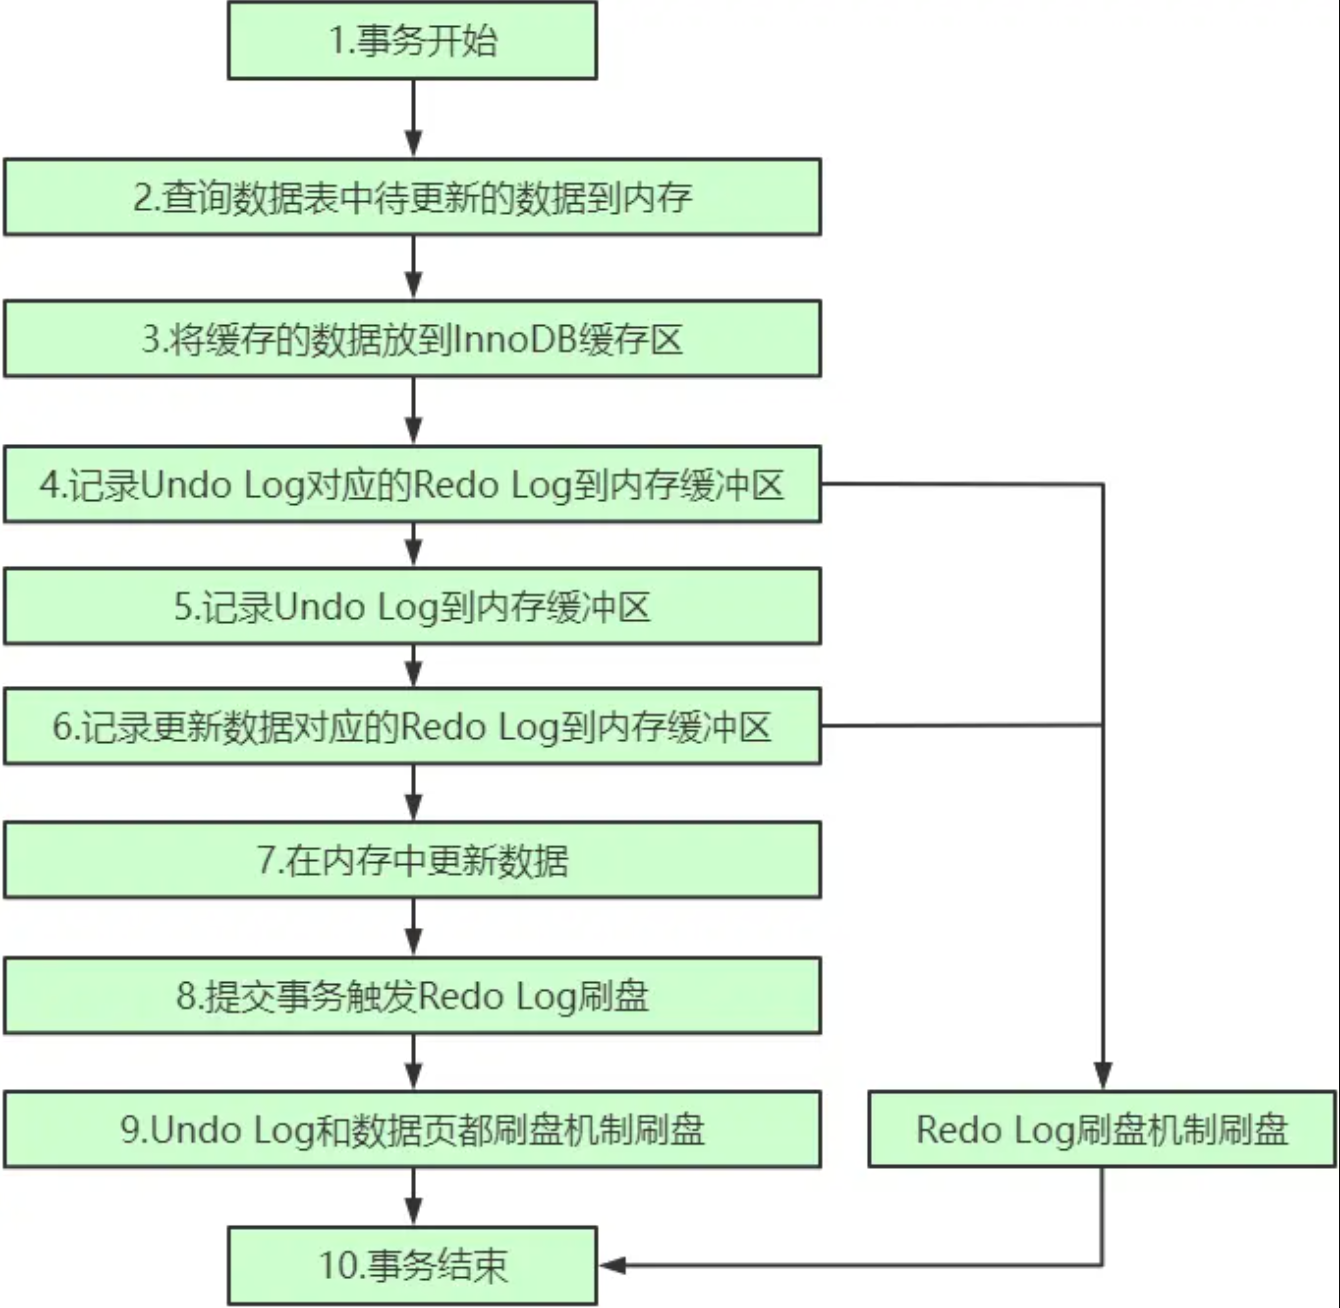 1.事务开始
2.查询数据表中待更新的数据到内存
3.将缓存的数据放到InnoDB缓存区
4.记录Undo Log对应的Redo Log到内存缓冲区
5.记录Undo Log到内存缓冲区
6.记录更新数据对应的Redo Log到内存缓冲区
7.在内存中更新数据
8.提交事务触发Redo Log刷盘
9.Undo Log和数据页都刷盘机制刷盘
Redo Log刷盘机制刷盘
10.事务结束